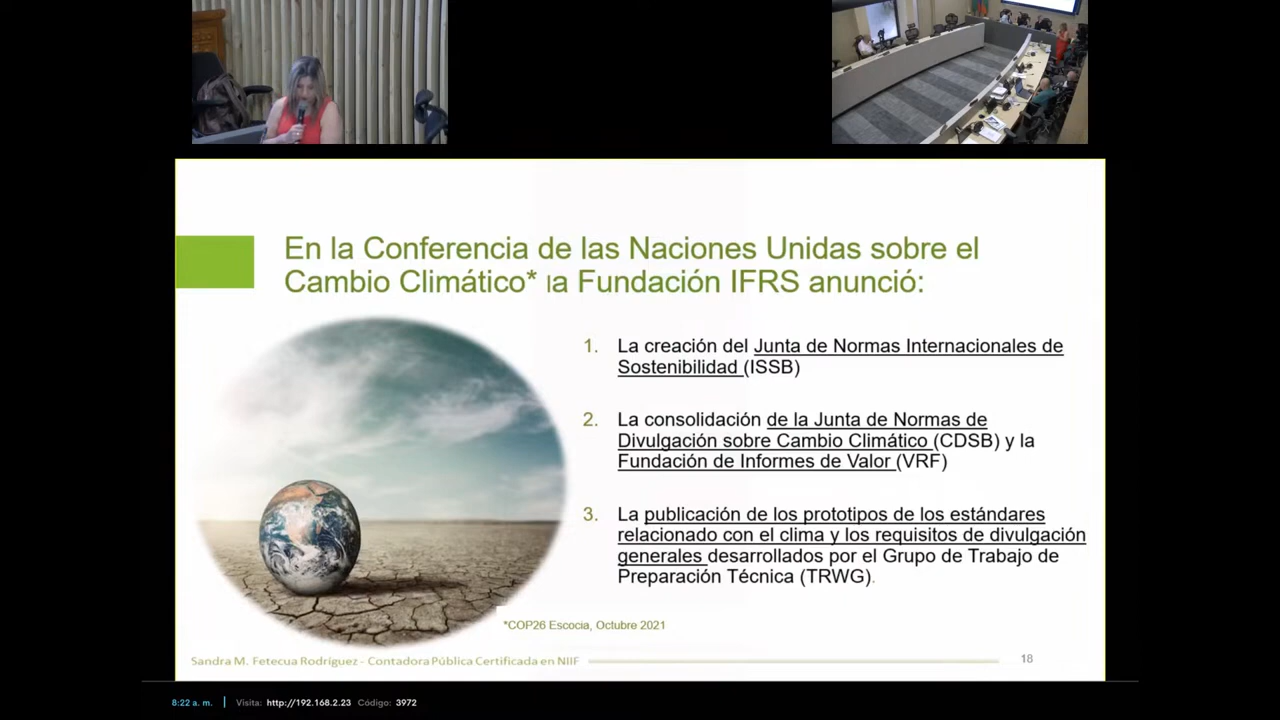 En la Conferencia de las Naciones Unidas sobre el
Cambio Climático* la Fundación IFRS anunció:
1. La creación del Junta de Normas Internacionales de
Sostenibilidad (ISSB)
2. La consolidación de la Junta de Normas de
Divulgación sobre Cambio Climático (CDSB) y la
Fundación de Informes de Valor (VRF)
3. La publicación de los prototipos de los estándares
relacionado con el clima y los requisitos de divulgación
generales desarrollados por el Grupo de Trabajo de
Preparación Técnica (TRWG).
*COP26 Escocia, Octubre 2021
Sandra M. Fetecua Rodríguez - Contadora Pública Certificada en NIIF
18
8:22 a. m. | Visita: http://192.168.2.23 Código: 3972